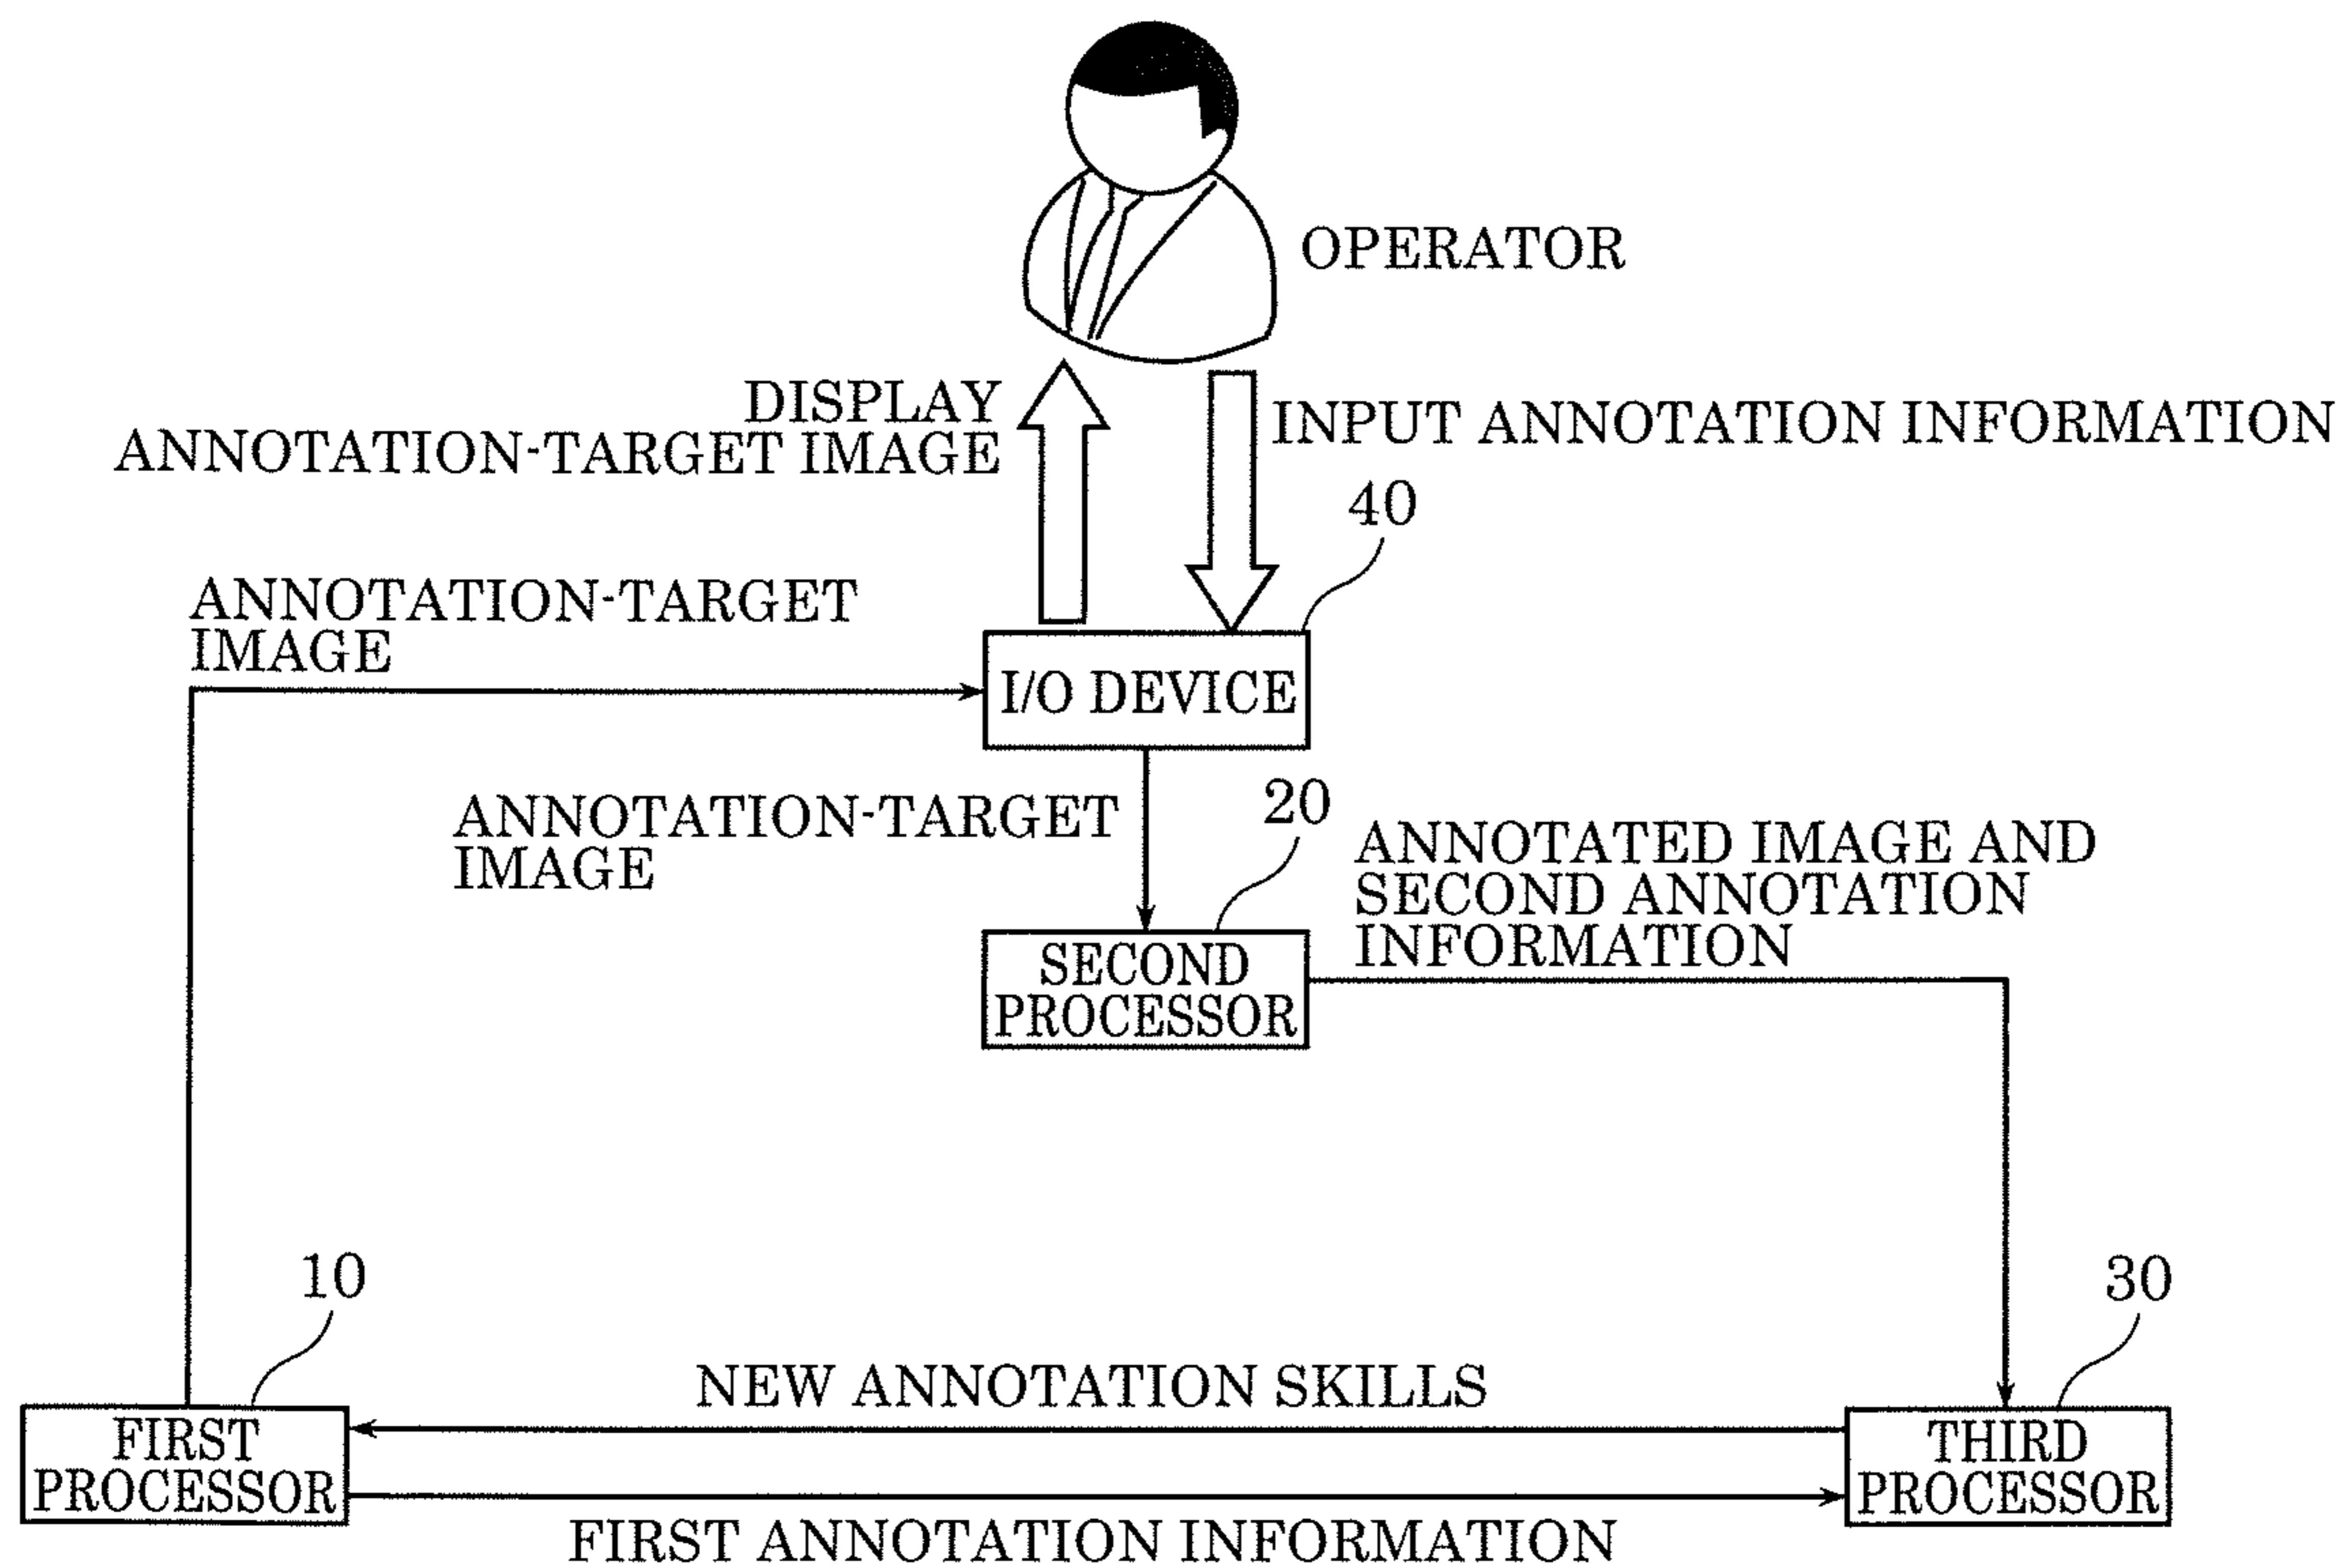 OPERATOR
DISPLAY
ANNOTATION-TARGET IMAGE
INPUT ANNOTATION INFORMATION
40
ANNOTATION-TARGET
IMAGE
I/O DEVICE
ANNOTATION-TARGET
IMAGE
20
ANNOTATED IMAGE AND
SECOND ANNOTATION
INFORMATION
SECOND
PROCESSOR
10
30
NEW ANNOTATION SKILLS
FIRST
PROCESSOR
THIRD
PROCESSOR
FIRST ANNOTATION INFORMATION